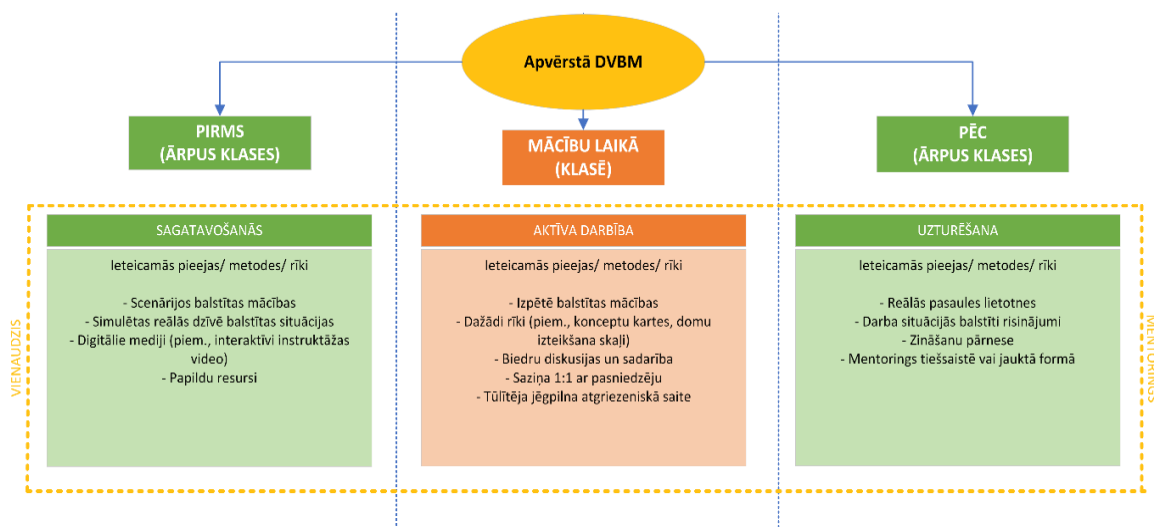 Apvērstā DVBM
PIRMS
(ĀRPUS KLASES)
MĀCĪBU LAIKĀ
(KLASĒ)
PĒC
(ĀRPUS KLASES)
VIENAUDZIS
SAGATAVOŠANĀS
Ieteicamās pieejas/ metodes/ rīki
- Scenārijos balstītas mācības
- Simulētas reālās dzīvē balstītas situācijas
- Digitālie mediji (piem., interaktīvi instruktāžas
video)
- Papildu resursi
AKTĪVA DARBĪBA
Ieteicamās pieejas/ metodes/ rīki
- Izpētē balstītas mācības
- Dažādi rīki (piem., konceptu kartes, domu
izteikšana skaļi)
- Biedru diskusijas un sadarība
- Saziņa 1:1 ar pasniedzēju
- Tūlītēja jēgpilna atgriezeniskā saite
UZTURĒŠANA
Ieteicamās pieejas/ metodes/ rīki
- Reālās pasaules lietotnes
- Darba situācijās balstīti risinājumi
- Zināšanu pārnese
- Mentorings tiešsaistē vai jauktā formā
MENTORINGS